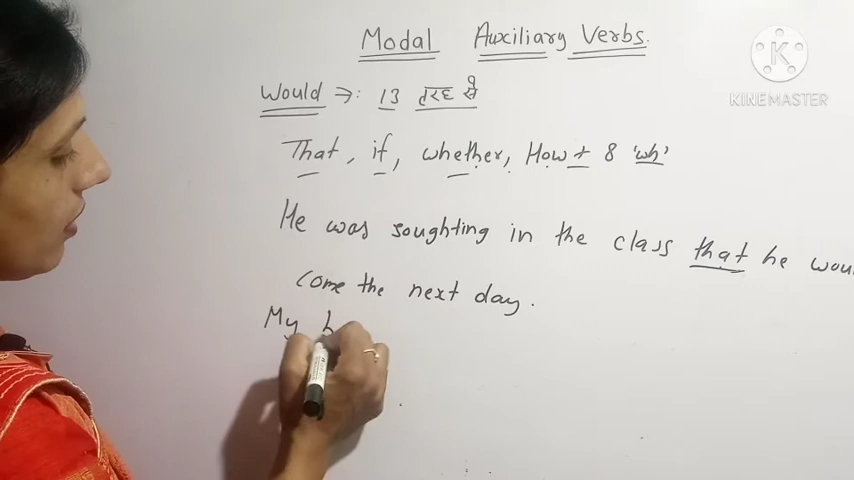 Modal Auxiliary Verbs.
KINEMASTER
Would →: 13 तरह से
That, if, whether, How + 8 'wh'
He was soughting in the class that he woul
come the next day.
My b